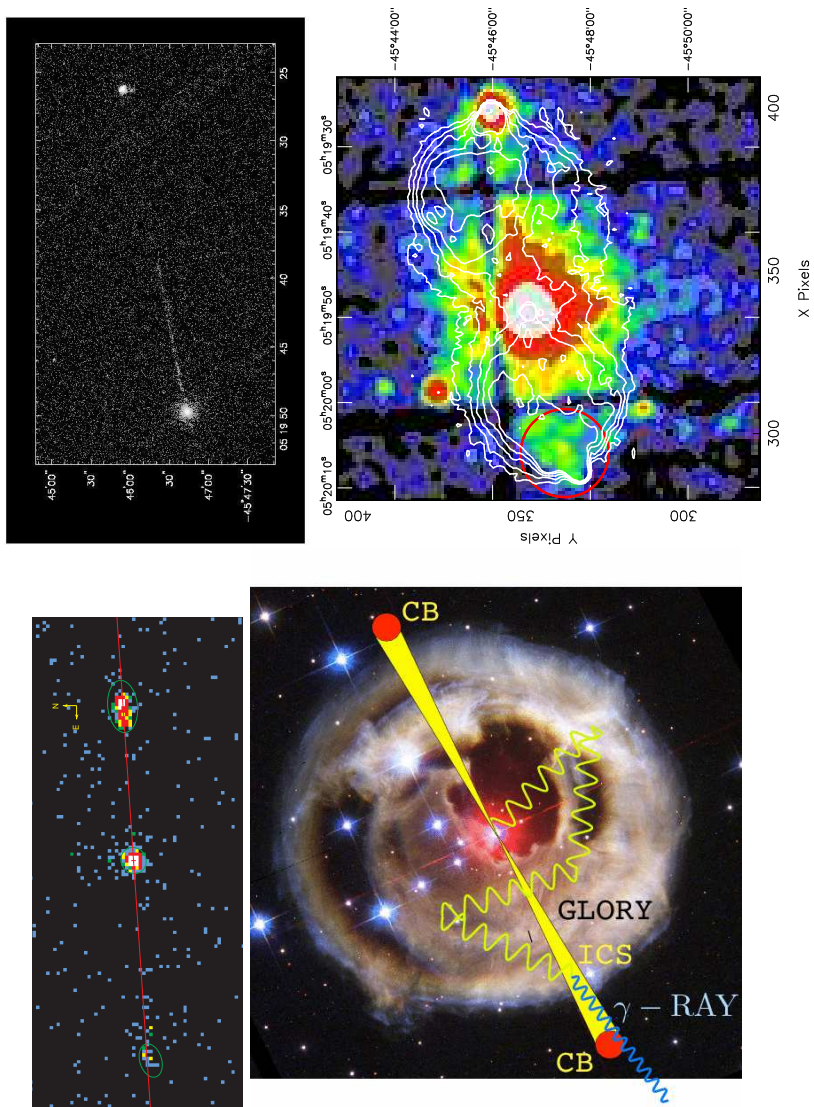 25
30
35
40
45
05 19 50
45'00"
30"
46'00"
30"
47'00"
−45°47'30"
−45°44'00"
−45°46'00"
−45°48'00"
−45°50'00"
05ʰ19ᵐ30ˢ
05ʰ19ᵐ40ˢ
05ʰ19ᵐ50ˢ
05ʰ20ᵐ00ˢ
05ʰ20ᵐ10ˢ
400
350
300
X Pixels
400
350
300
Y Pixels
N
E
CB
GLORY
ICS
γ − RAY
CB